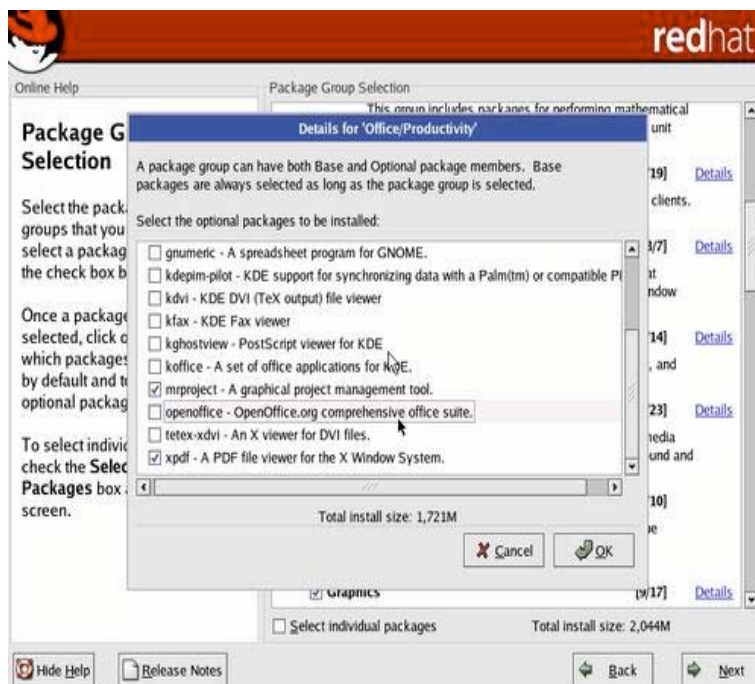 redhat
Online Help
Package G
Selection
Select the pack
groups that you
select a packag
the check box b
Once a package
selected, click o
which packages
by default and to
optional packag
To select individ
check the Selec
Packages box
screen.
Package Group Selection
This group includes packages for performing mathematical
unit
19] Details
clients.
3/7] Details
ndow
14] Details
, and
23] Details
nedia
und and
10]
Graphics [9/17] Details
Select individual packages Total install size: 2,044M
Details for 'Office/Productivity'
A package group can have both Base and Optional package members. Base
packages are always selected as long as the package group is selected.
Select the optional packages to be installed:
gnumeric - A spreadsheet program for GNOME.
kdepim-pilot - KDE support for synchronizing data with a Palm(tm) or compatible PI
kdvi - KDE DVI (TeX output) file viewer
kfax - KDE Fax viewer
kghostview - PostScript viewer for KDE
koffice - A set of office applications for KDE.
mrproject - A graphical project management tool.
openoffice - OpenOffice.org comprehensive office suite.
tetex-xdvi - An X viewer for DVI files.
xpdf - A PDF file viewer for the X Window System.
Total install size: 1,721M
Cancel OK
Hide Help Release Notes Back Next